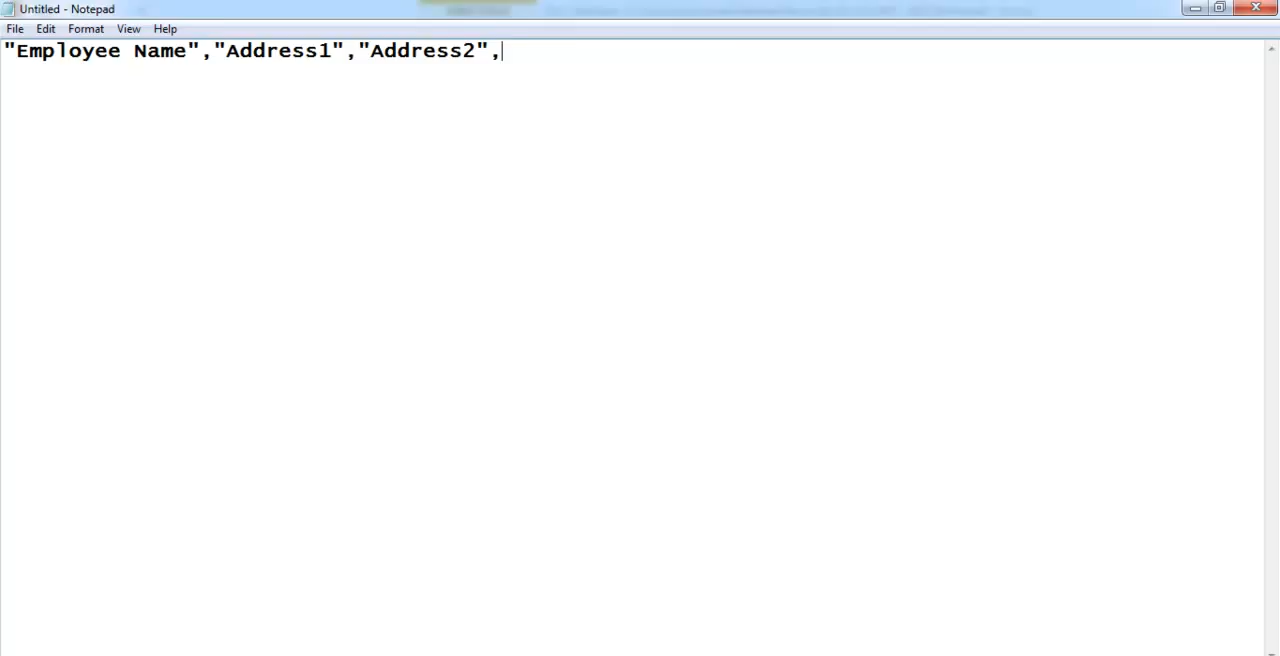 Untitled - Notepad
File Edit Format View Help
"Employee Name","Address1","Address2",